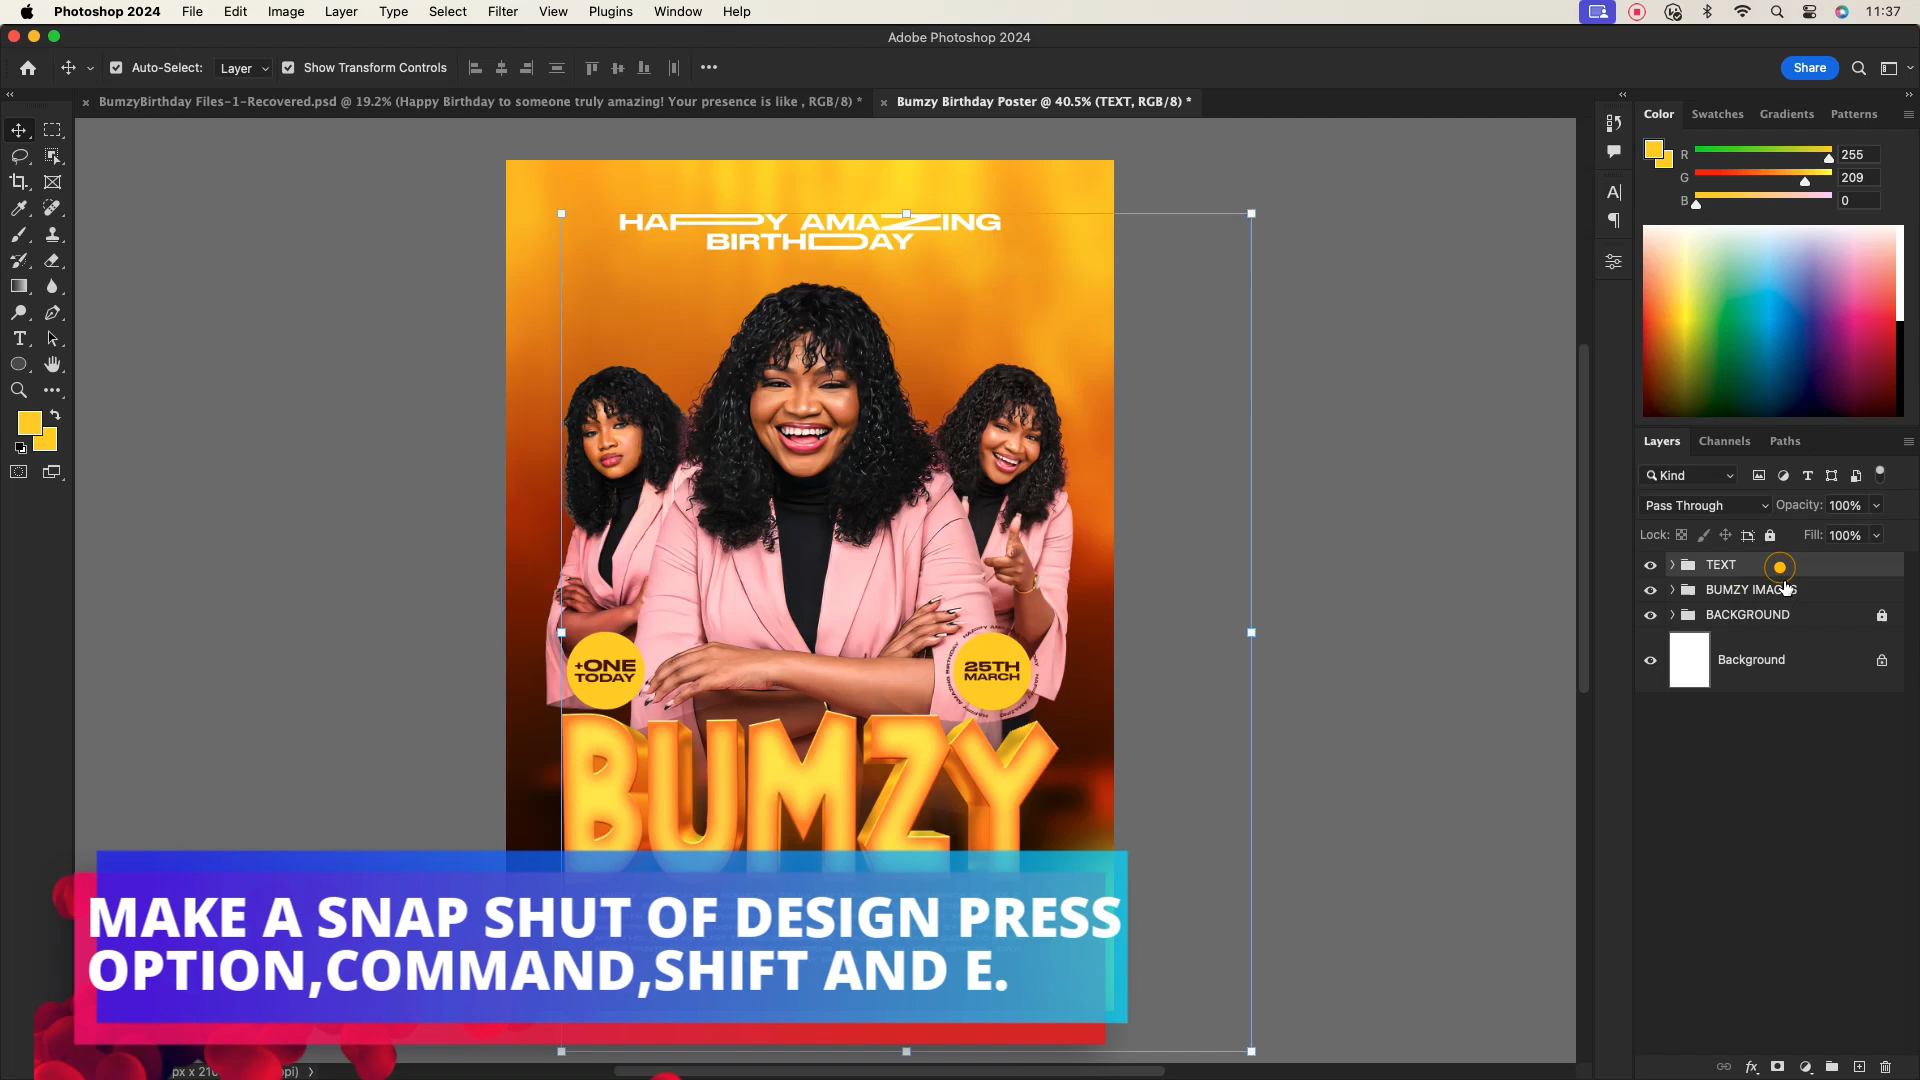 Photoshop 2024 File Edit Image Layer Type Select Filter View Plugins Window Help 11:37
Adobe Photoshop 2024
Auto-Select: Layer Show Transform Controls ••• Share
× BumzyBirthday Files-1-Recovered.psd @ 19.2% (Happy Birthday to someone truly amazing! Your presence is like , RGB/8) * × Bumzy Birthday Poster @ 40.5% (TEXT, RGB/8) *
Color Swatches Gradients Patterns
R 255
G 209
B 0
HAPPY AMAZING
BIRTHDAY
+ONE
TODAY
25TH
MARCH
BUMZY
Layers Channels Paths
Kind
Pass Through Opacity: 100%
Lock: Fill: 100%
TEXT
BUMZY IMAGES
BACKGROUND
Background
MAKE A SNAP SHUT OF DESIGN PRESS
OPTION,COMMAND,SHIFT AND E.